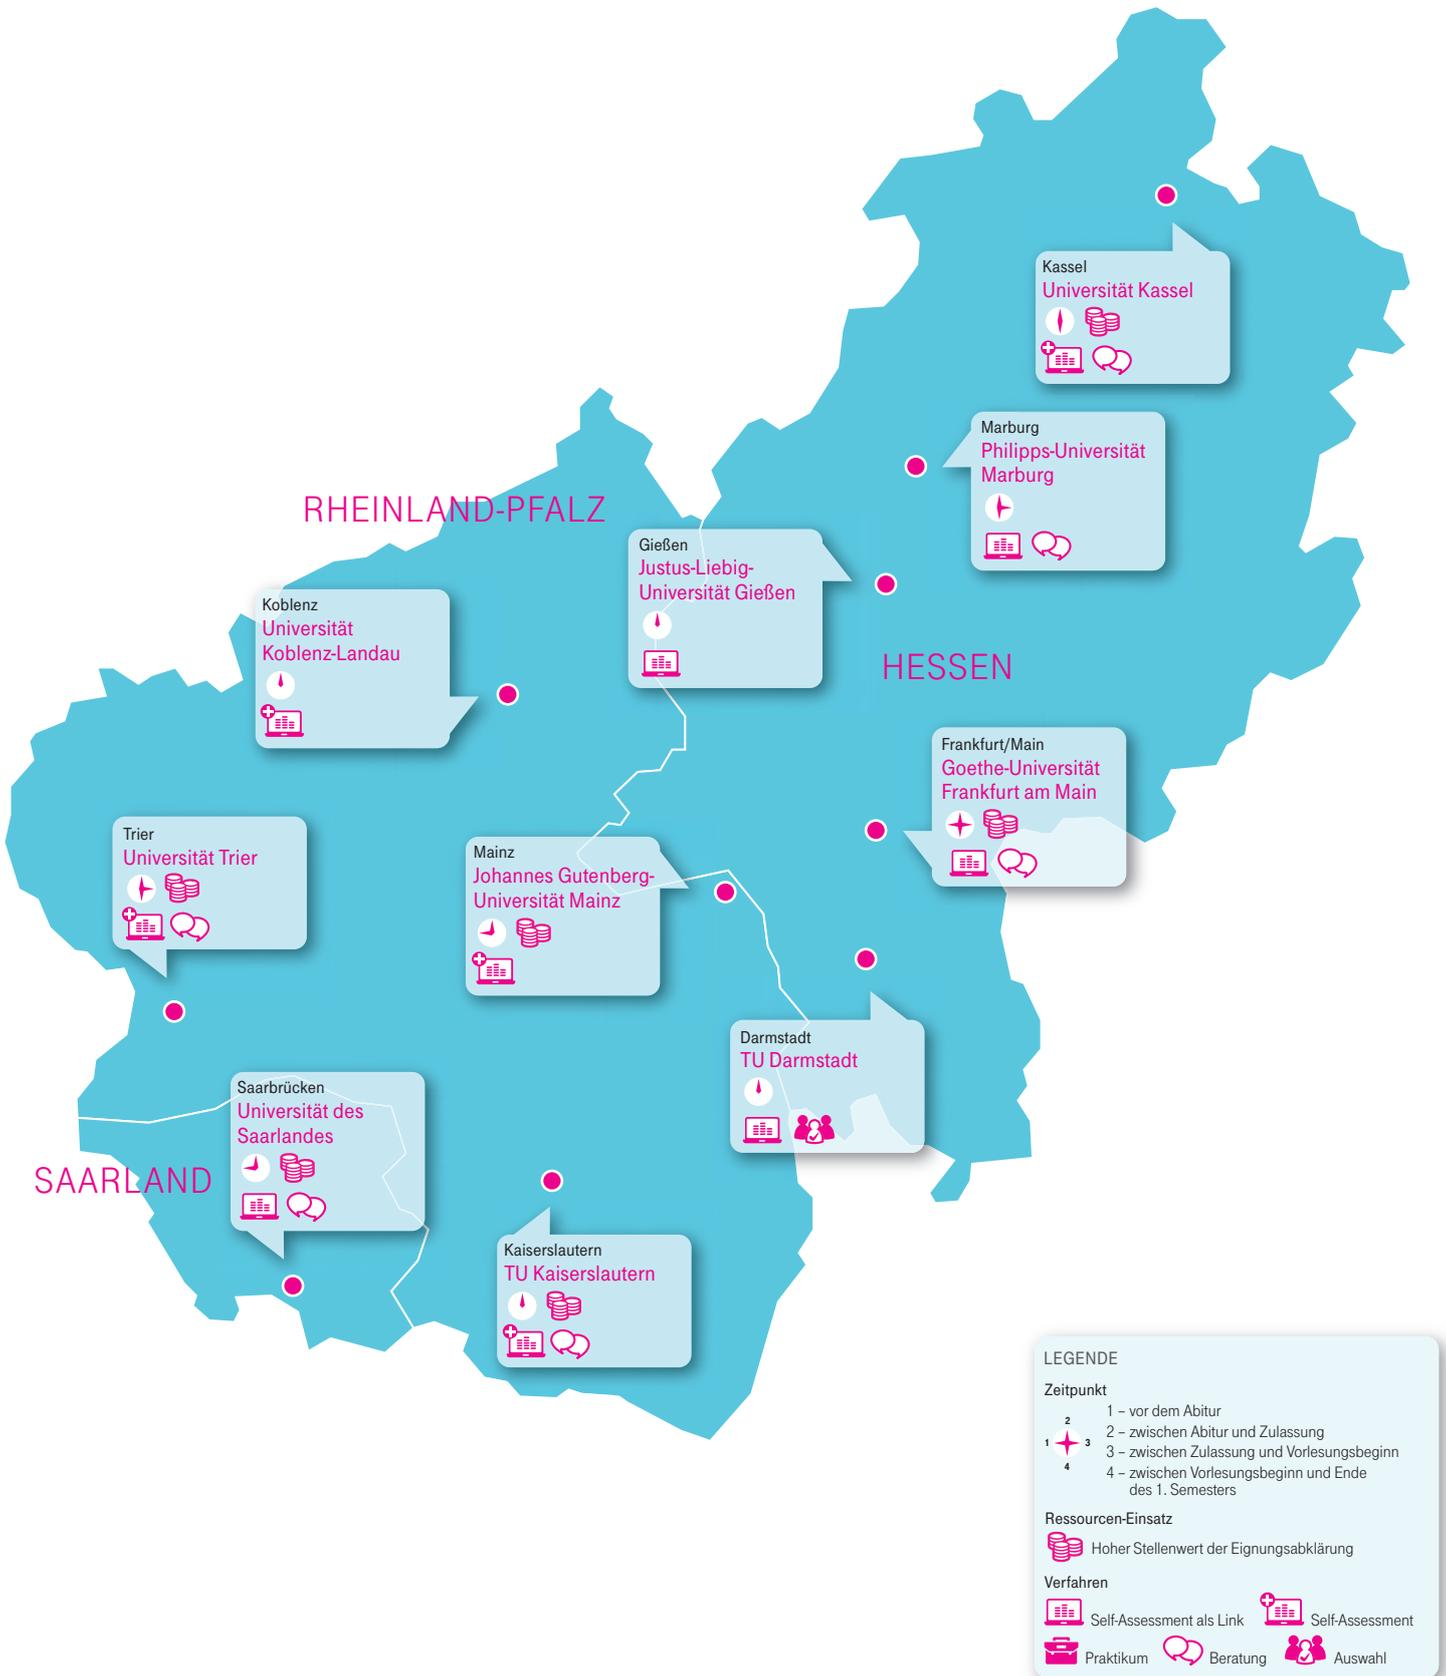 Kassel
Universität Kassel
Marburg
Philipps-Universität
Marburg
RHEINLAND-PFALZ
Gießen
Justus-Liebig-
Universität Gießen
Koblenz
Universität
Koblenz-Landau
HESSEN
Frankfurt/Main
Goethe-Universität
Frankfurt am Main
Trier
Universität Trier
Mainz
Johannes Gutenberg-
Universität Mainz
Darmstadt
TU Darmstadt
Saarbrücken
Universität des
Saarlandes
SAARLAND
Kaiserslautern
TU Kaiserslautern
LEGENDE
Zeitpunkt
1 – vor dem Abitur
2
2 – zwischen Abitur und Zulassung
1 3
3 – zwischen Zulassung und Vorlesungsbeginn
4
4 – zwischen Vorlesungsbeginn und Ende
des 1. Semesters
Ressourcen-Einsatz
Hoher Stellenwert der Eignungsabklärung
Verfahren
Self-Assessment als Link Self-Assessment
Praktikum Beratung Auswahl